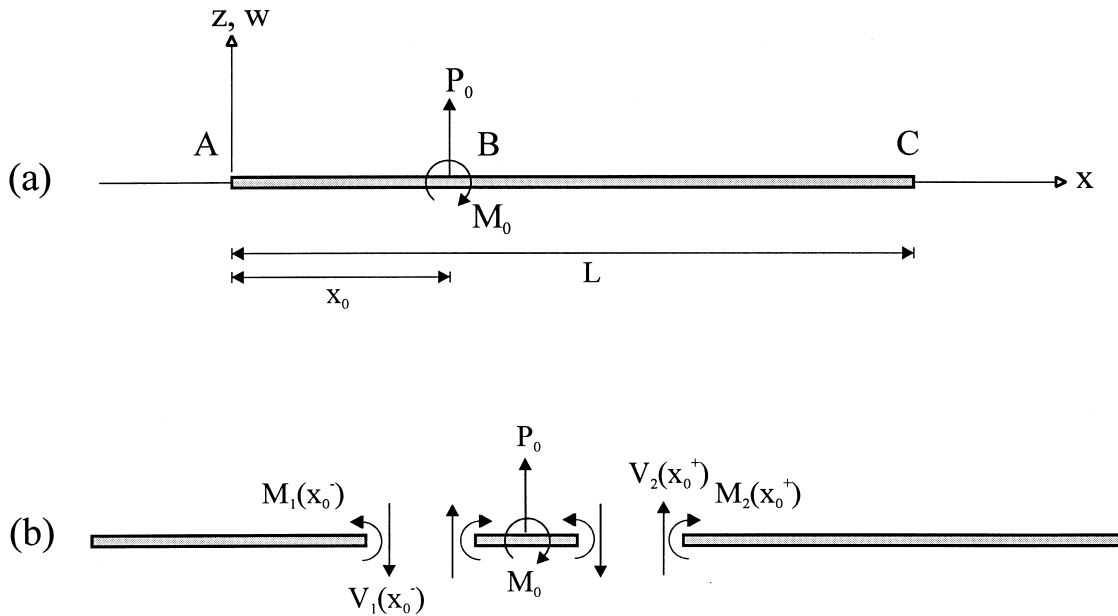 z, w
P₀
A B C
(a) x
M₀
L
x₀
P₀
V₂(x₀⁺)
M₁(x₀⁻) M₂(x₀⁺)
(b)
M₀
V₁(x₀⁻)